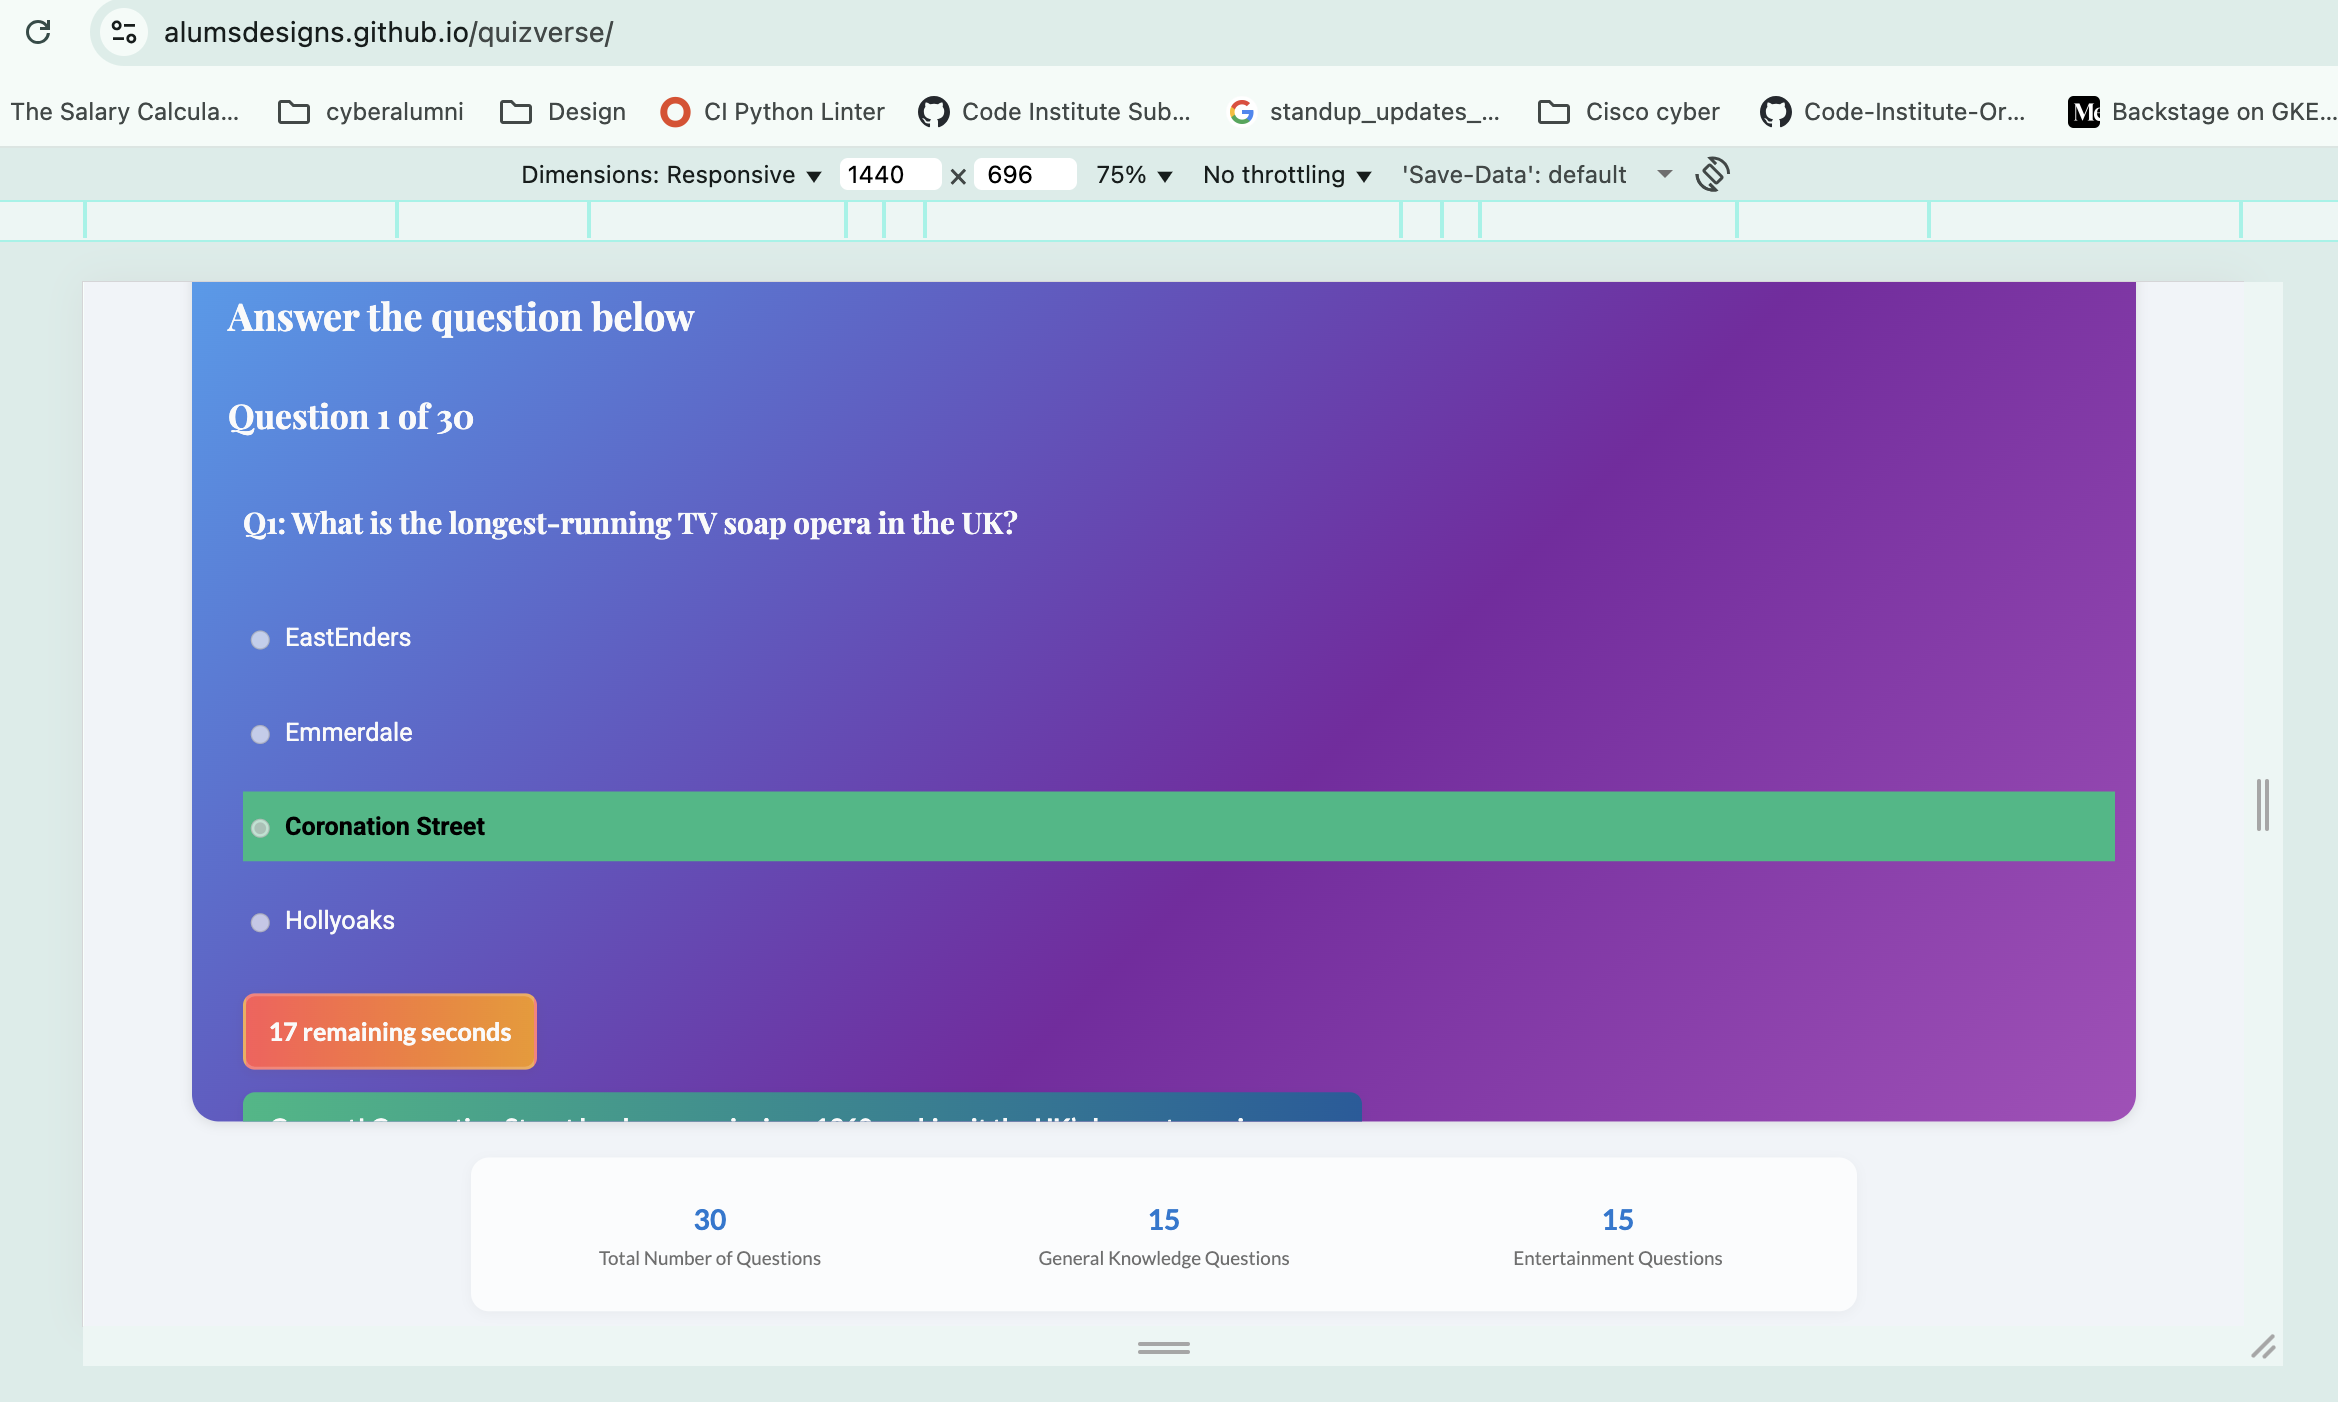 alumsdesigns.github.io/quizverse/
The Salary Calcula... cyberalumni Design CI Python Linter Code Institute Sub... standup_updates_... Cisco cyber Code-Institute-Or... Backstage on GKE...
Dimensions: Responsive 1440 × 696 75% No throttling 'Save-Data': default
Answer the question below
Question 1 of 30
Q1: What is the longest-running TV soap opera in the UK?
EastEnders
Emmerdale
Coronation Street
Hollyoaks
17 remaining seconds
30 15 15
Total Number of Questions General Knowledge Questions Entertainment Questions